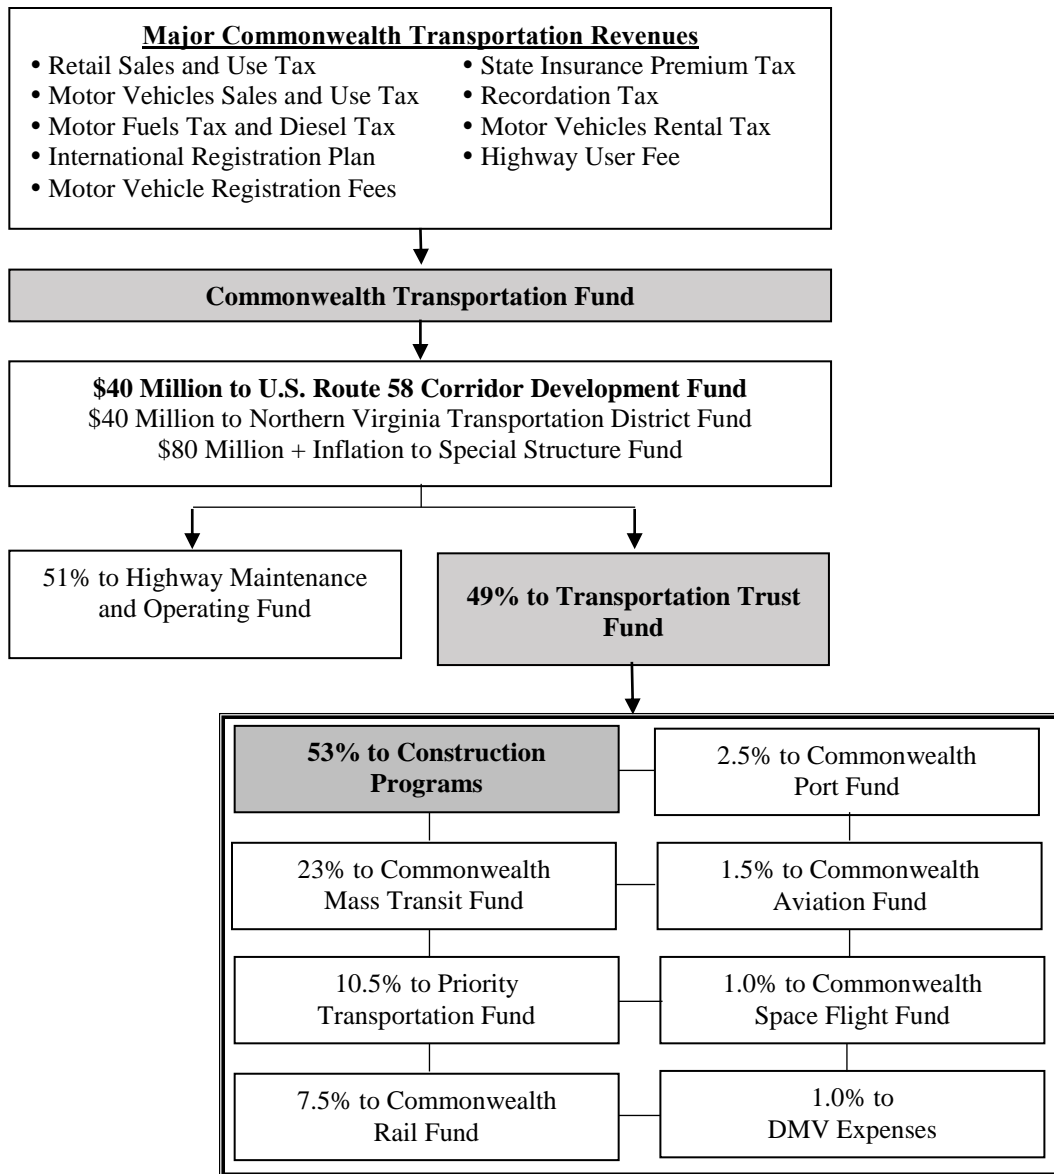 Major Commonwealth Transportation Revenues
• Retail Sales and Use Tax
• Motor Vehicles Sales and Use Tax
• Motor Fuels Tax and Diesel Tax
• International Registration Plan
• Motor Vehicle Registration Fees
• State Insurance Premium Tax
• Recordation Tax
• Motor Vehicles Rental Tax
• Highway User Fee
Commonwealth Transportation Fund
$40 Million to U.S. Route 58 Corridor Development Fund
$40 Million to Northern Virginia Transportation District Fund
$80 Million + Inflation to Special Structure Fund
51% to Highway Maintenance
and Operating Fund
49% to Transportation Trust
Fund
53% to Construction
Programs
2.5% to Commonwealth
Port Fund
23% to Commonwealth
Mass Transit Fund
1.5% to Commonwealth
Aviation Fund
10.5% to Priority
Transportation Fund
1.0% to Commonwealth
Space Flight Fund
7.5% to Commonwealth
Rail Fund
1.0% to
DMV Expenses